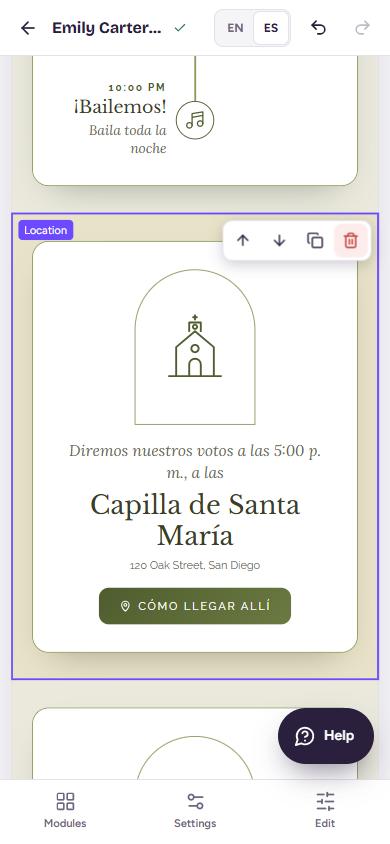 Emily Carter...
EN
ES
10:00 PM
¡Bailemos!
Baila toda la
noche
Location
Diremos nuestros votos a las 5:00 p.
m., a las
Capilla de Santa
María
120 Oak Street, San Diego
CÓMO LLEGAR ALLÍ
Help
Modules
Settings
Edit